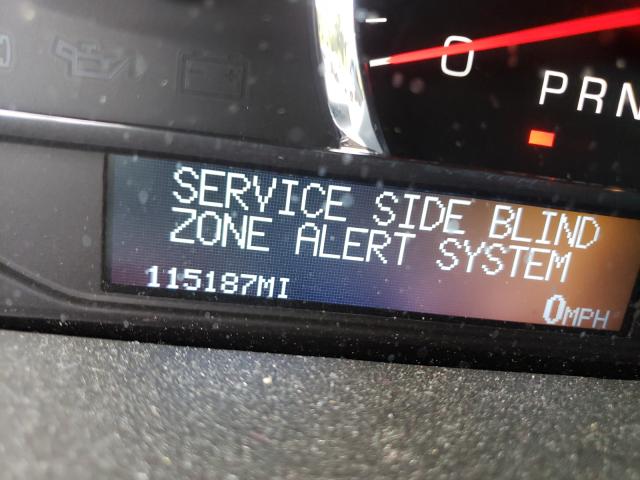 0
PRN
SERVICE SIDE BLIND
ZONE ALERT SYSTEM
115187MI
0MPH